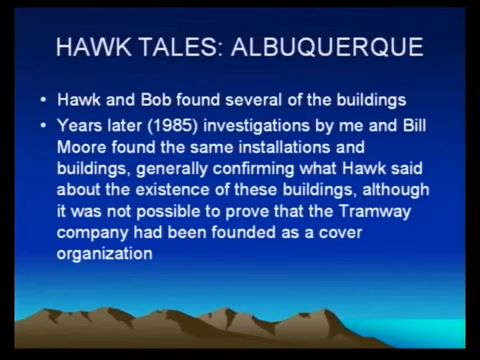 HAWK TALES: ALBUQUERQUE
• Hawk and Bob found several of the buildings
• Years later (1985) investigations by me and Bill
Moore found the same installations and
buildings, generally confirming what Hawk said
about the existence of these buildings, although
it was not possible to prove that the Tramway
company had been founded as a cover
organization